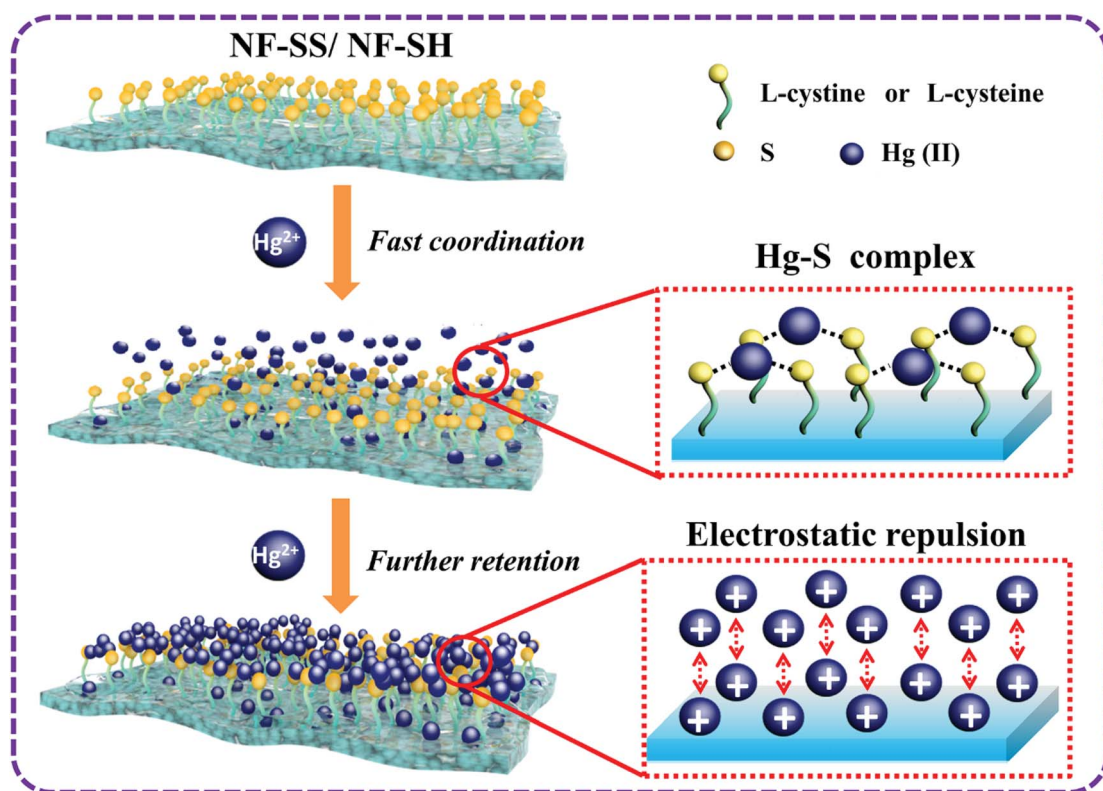 NF-SS/ NF-SH
L-cystine or L-cysteine
S
Hg (II)
Hg²⁺
Fast coordination
Hg-S complex
Hg²⁺
Further retention
Electrostatic repulsion
+ + + +
+ + + +
+ + + +
+ + + +